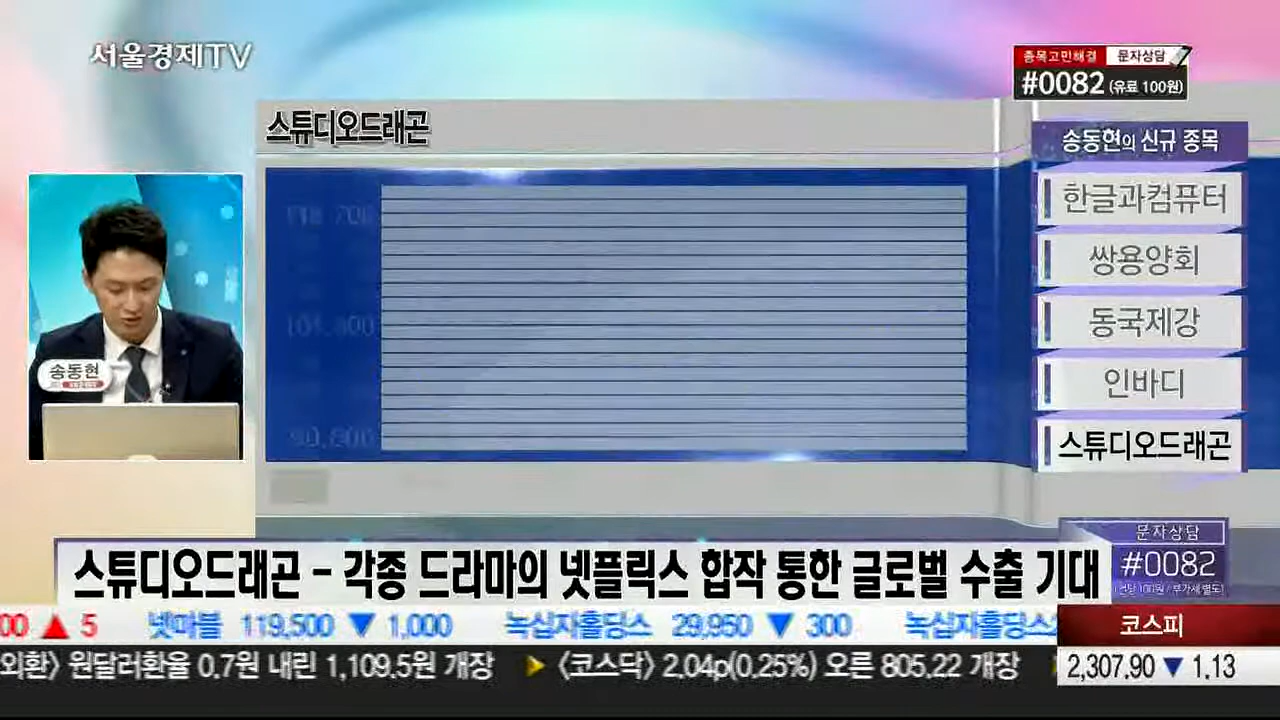 서울경제TV
종목고민해결 문자상담
#0082 (유료 100원)
스튜디오드래곤
송동현의 신규 종목
한글과컴퓨터
쌍용양회
동국제강
인바디
스튜디오드래곤
송동현
문자상담
#0082
스튜디오드래곤 - 각종 드라마의 넷플릭스 합작 통한 글로벌 수출 기대
00 ▲ 5 넷마블 119,500 ▼ 1,000 녹십자홀딩스 29,950 ▼ 300 녹십자홀딩스
코스피
외환> 원달러환율 0.7원 내린 1,109.5원 개장 ▶ <코스닥> 2.04p(0.25%) 오른 805.22 개장
2,307.90 ▼ 1.13